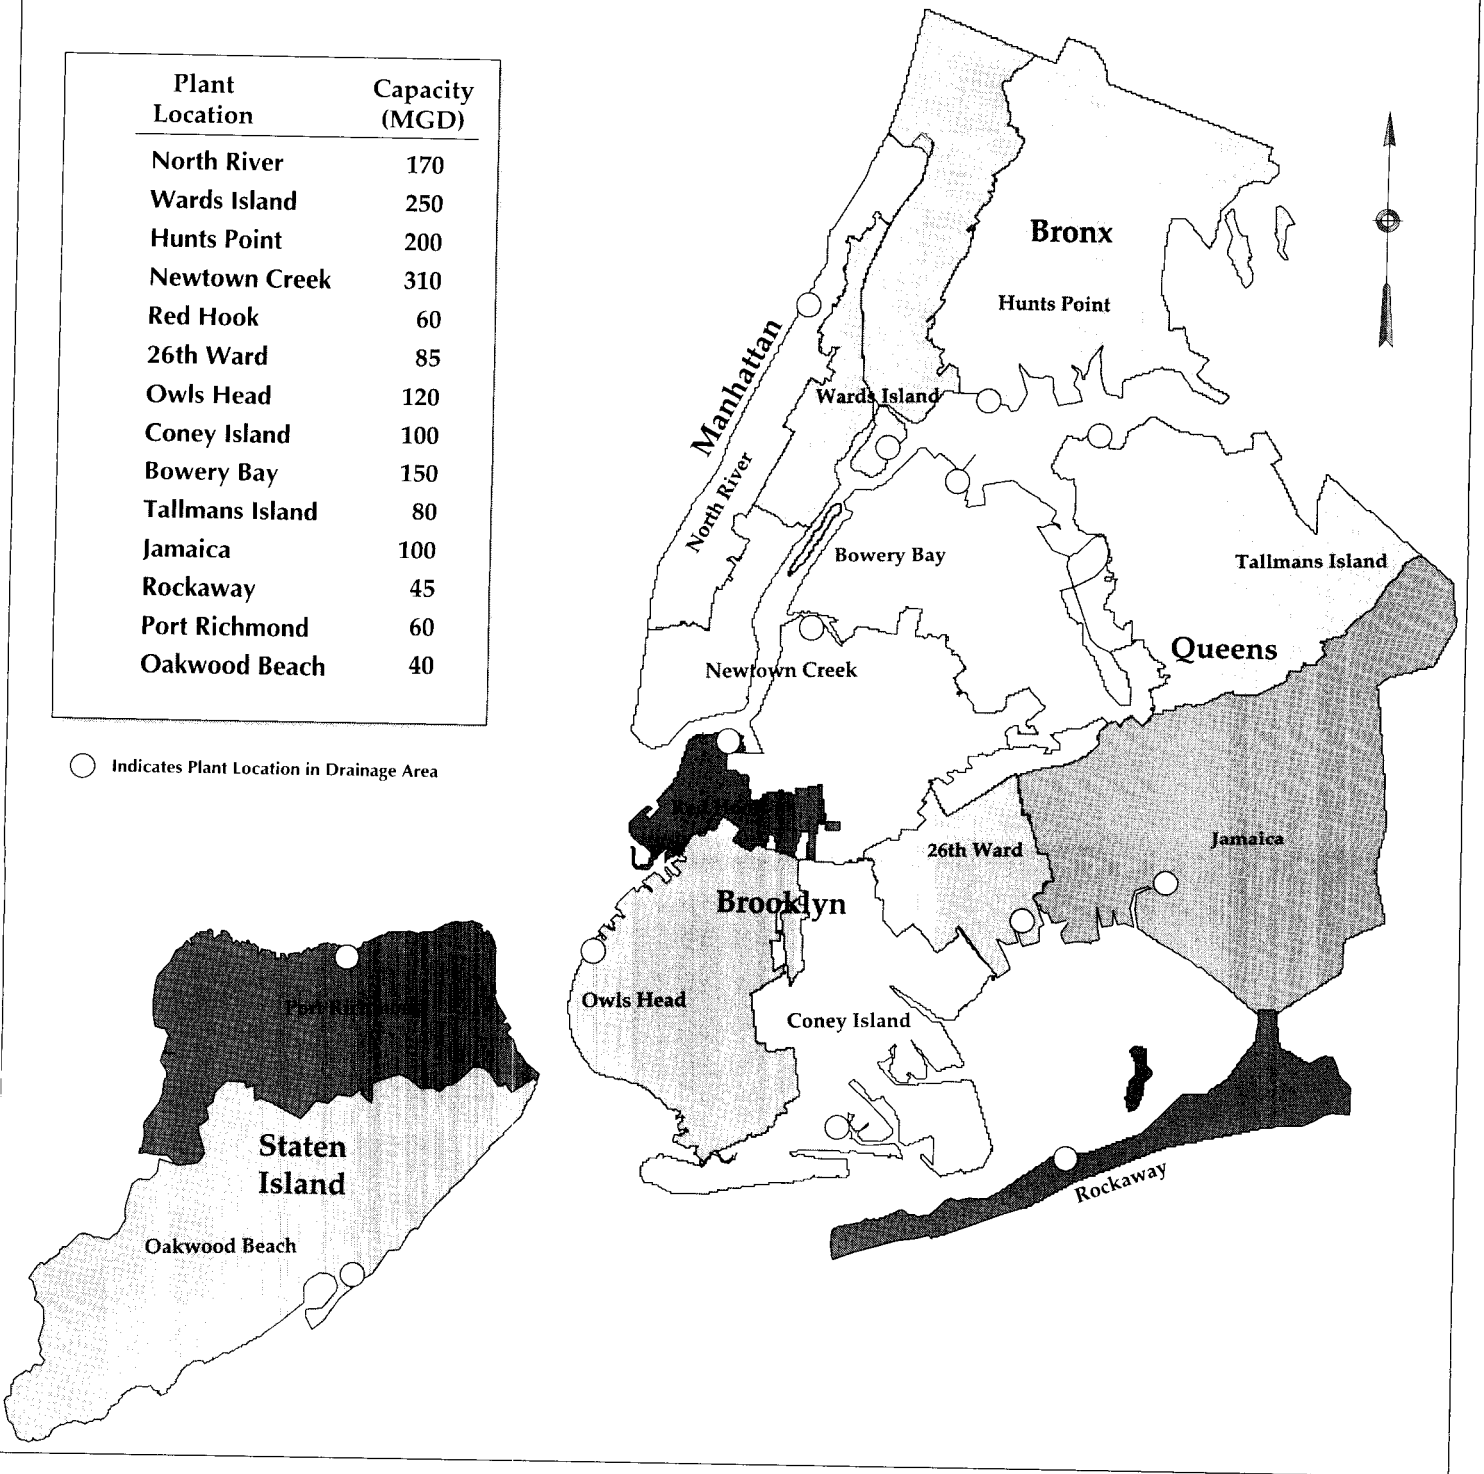 Plant Capacity
Location (MGD)
North River 170
Wards Island 250
Hunts Point 200
Newtown Creek 310
Red Hook 60
26th Ward 85
Owls Head 120
Coney Island 100
Bowery Bay 150
Tallmans Island 80
Jamaica 100
Rockaway 45
Port Richmond 60
Oakwood Beach 40
Indicates Plant Location in Drainage Area
Bronx
Hunts Point
Manhattan
Wards Island
North River
Bowery Bay
Tallmans Island
Queens
Newtown Creek
Red Hook
26th Ward
Jamaica
Brooklyn
Owls Head
Coney Island
Port Richmond
Staten
Island
Rockaway
Oakwood Beach